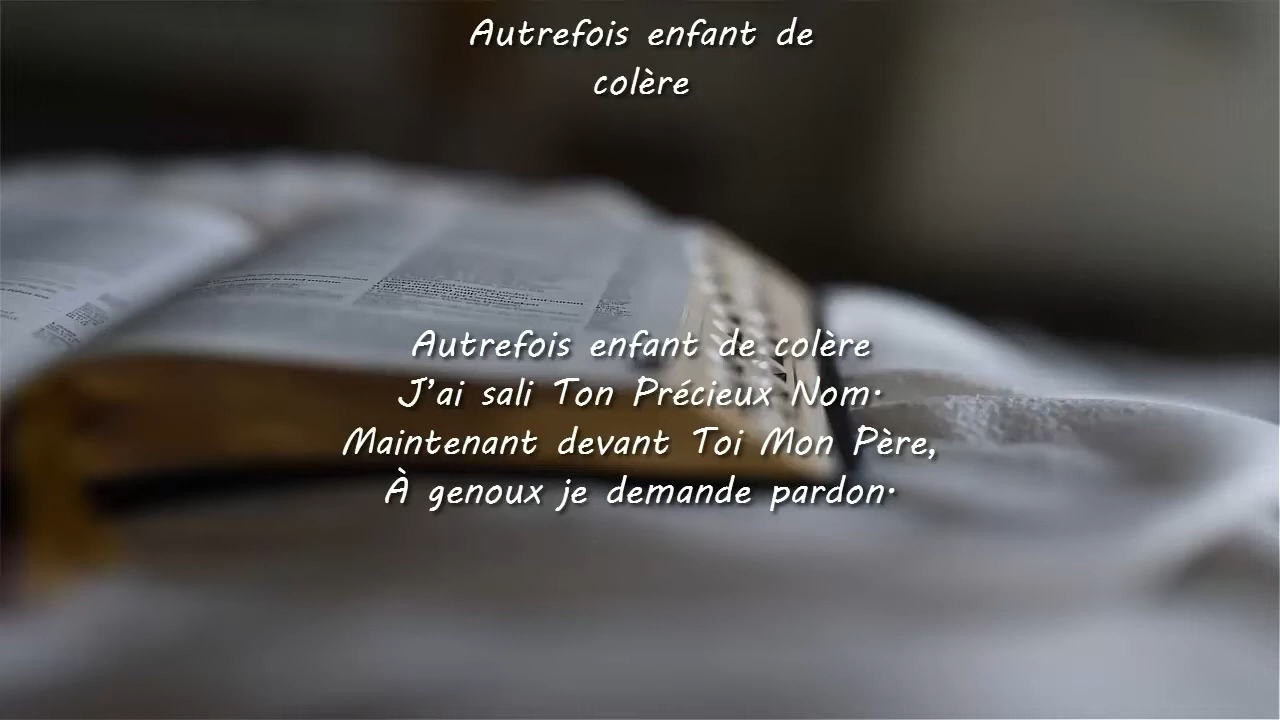 Autrefois enfant de
colère
Autrefois enfant de colère
J’ai sali Ton Précieux Nom.
Maintenant devant Toi Mon Père,
À genoux je demande pardon.